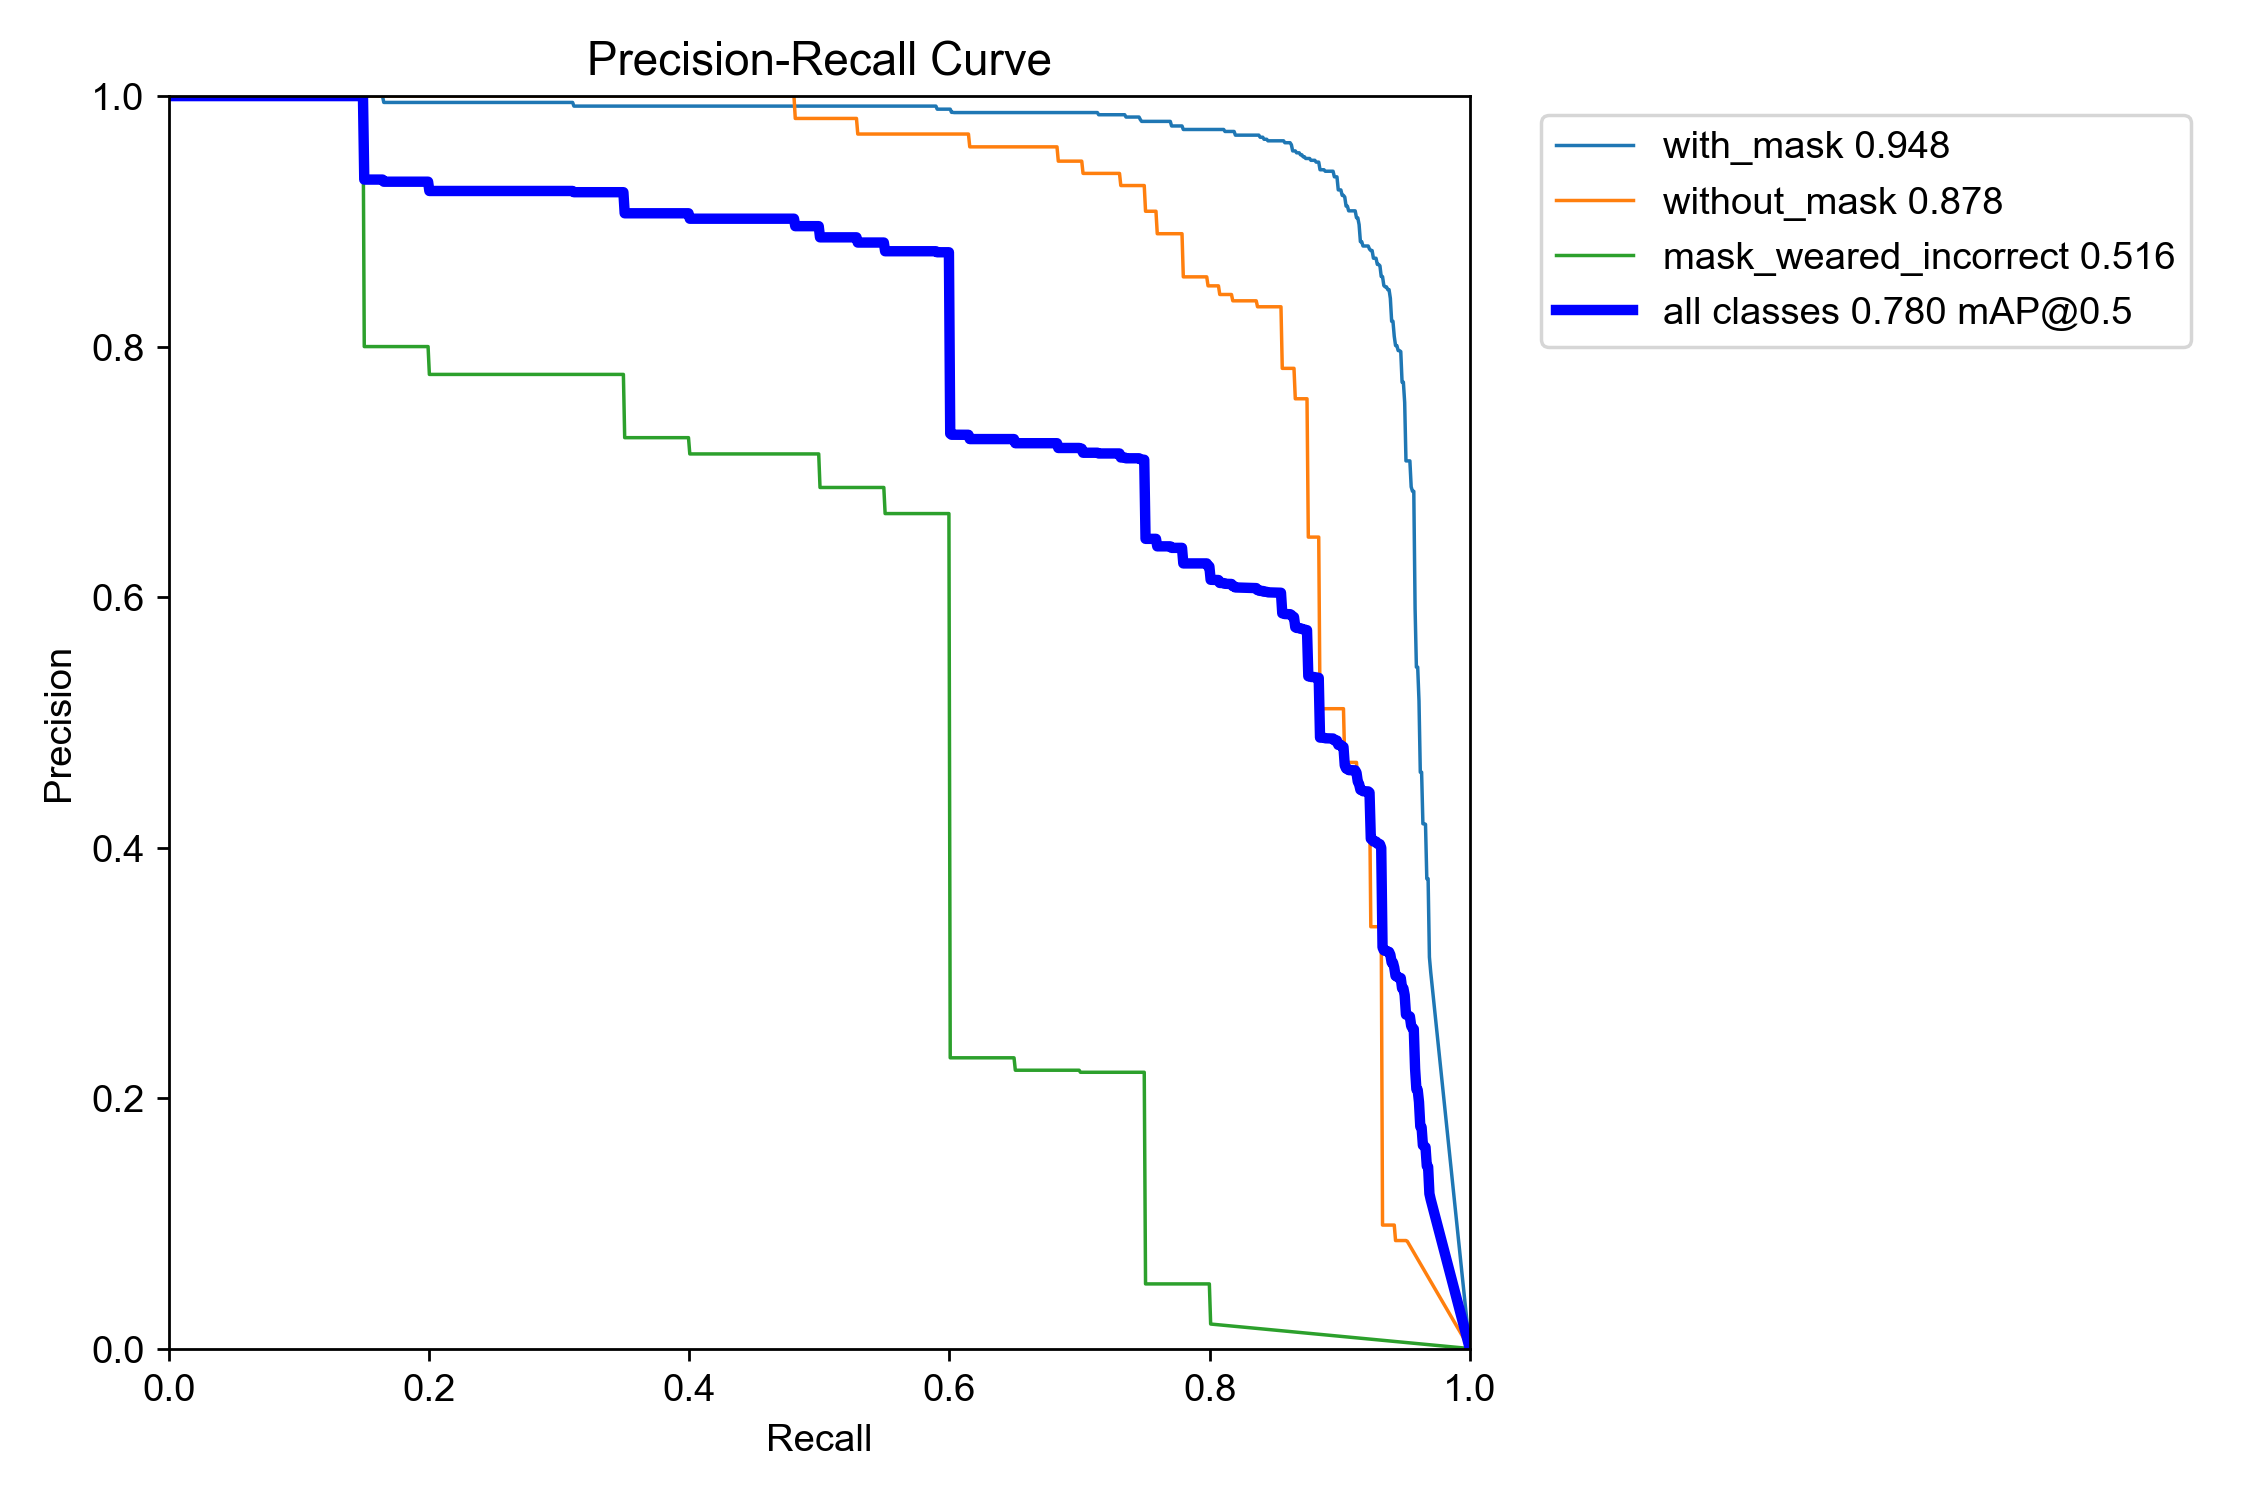 Precision-Recall Curve
1.0
0.8
0.6
0.4
0.2
0.0
Precision
0.0 0.2 0.4 0.6 0.8 1.0
Recall
with_mask 0.948
without_mask 0.878
mask_weared_incorrect 0.516
all classes 0.780 mAP@0.5